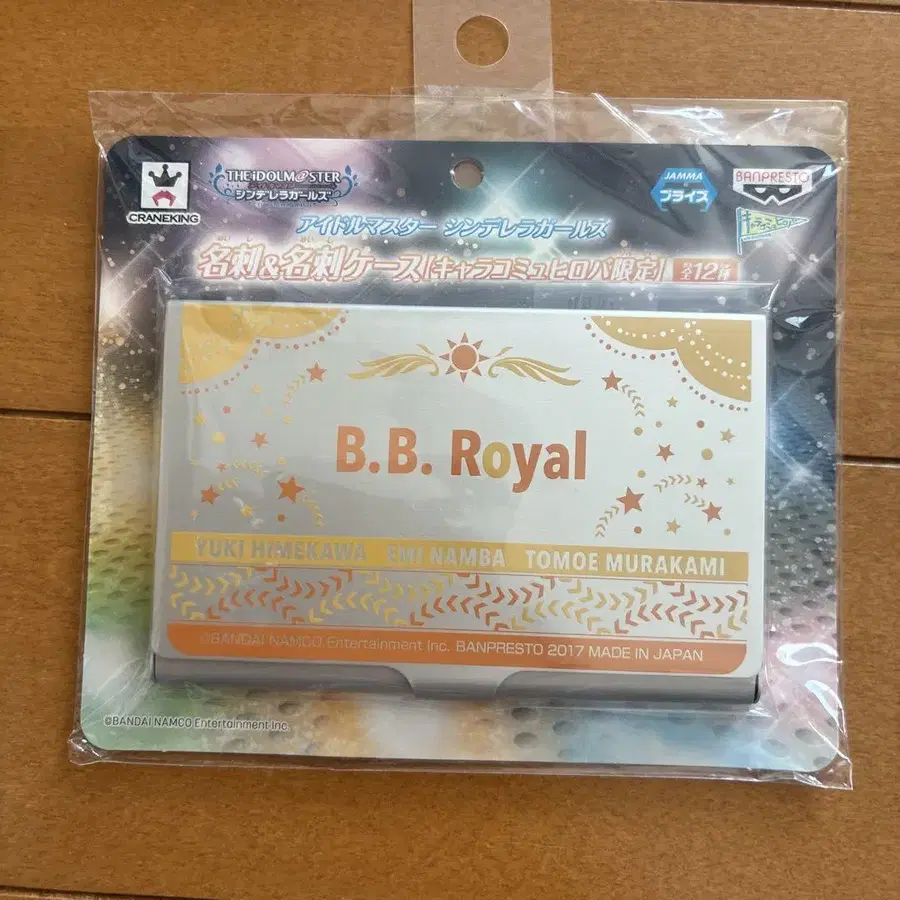 CRANEKING
THE iDOLM@STER
シンデレラガールズ
JAMMA
プライズ
BANPRESTO
アイドルマスター シンデレラガールズ
名刺&名刺ケース「キャラコミュヒロバ限定」 全12種
B.B. Royal
YUKI HIMEKAWA EMI NAMBA TOMOE MURAKAMI
©BANDAI NAMCO Entertainment Inc. BANPRESTO 2017 MADE IN JAPAN
©BANDAI NAMCO Entertainment Inc.